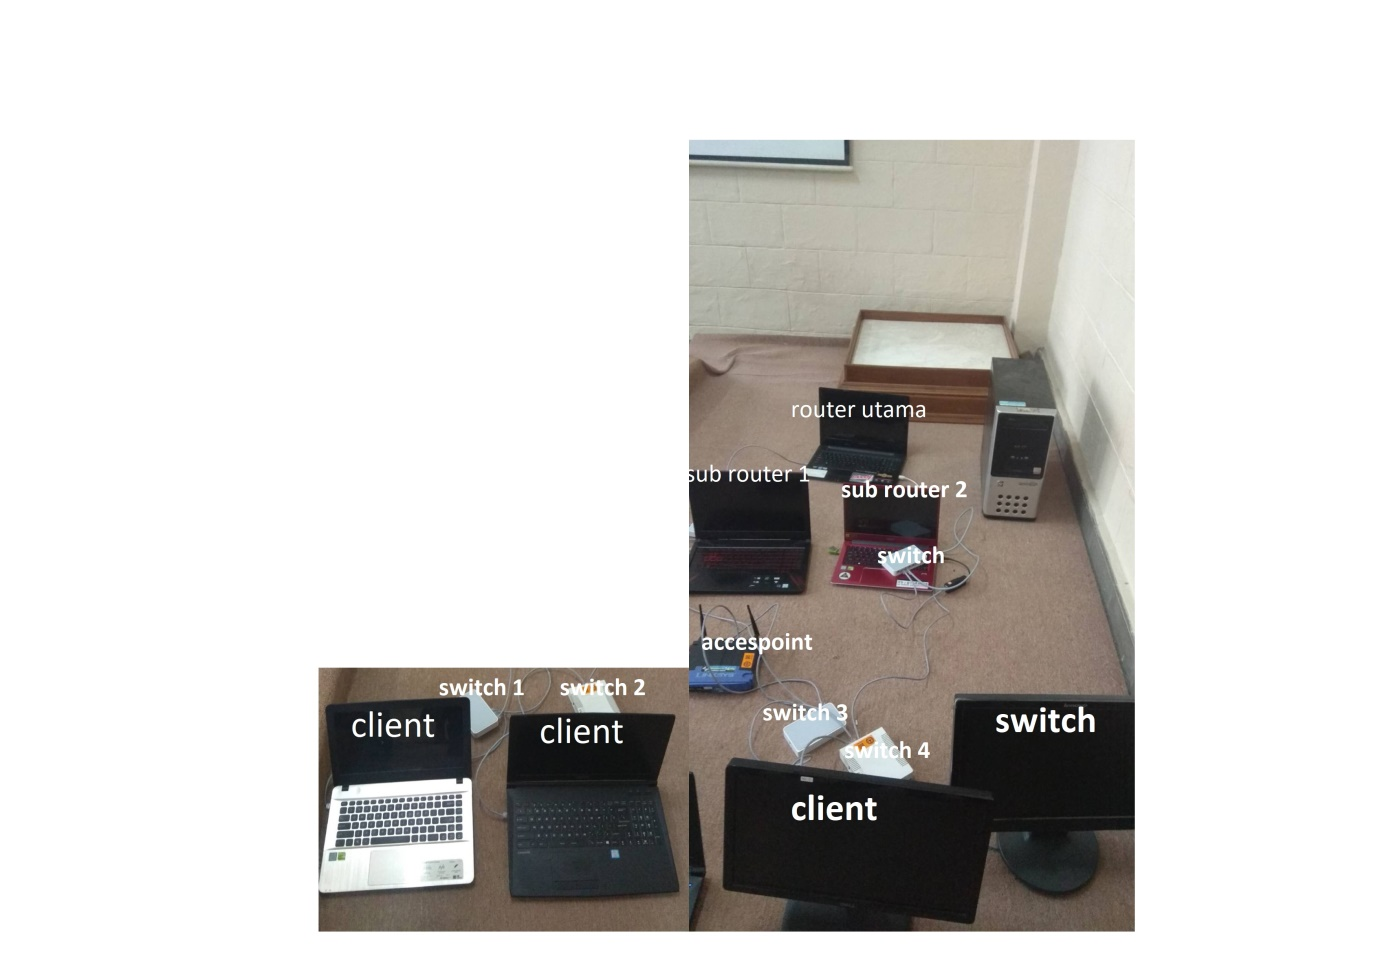 router utama
sub router 1
sub router 2
switch
accespoint
switch 1
switch 2
switch 3
switch
client
client
switch 4
client